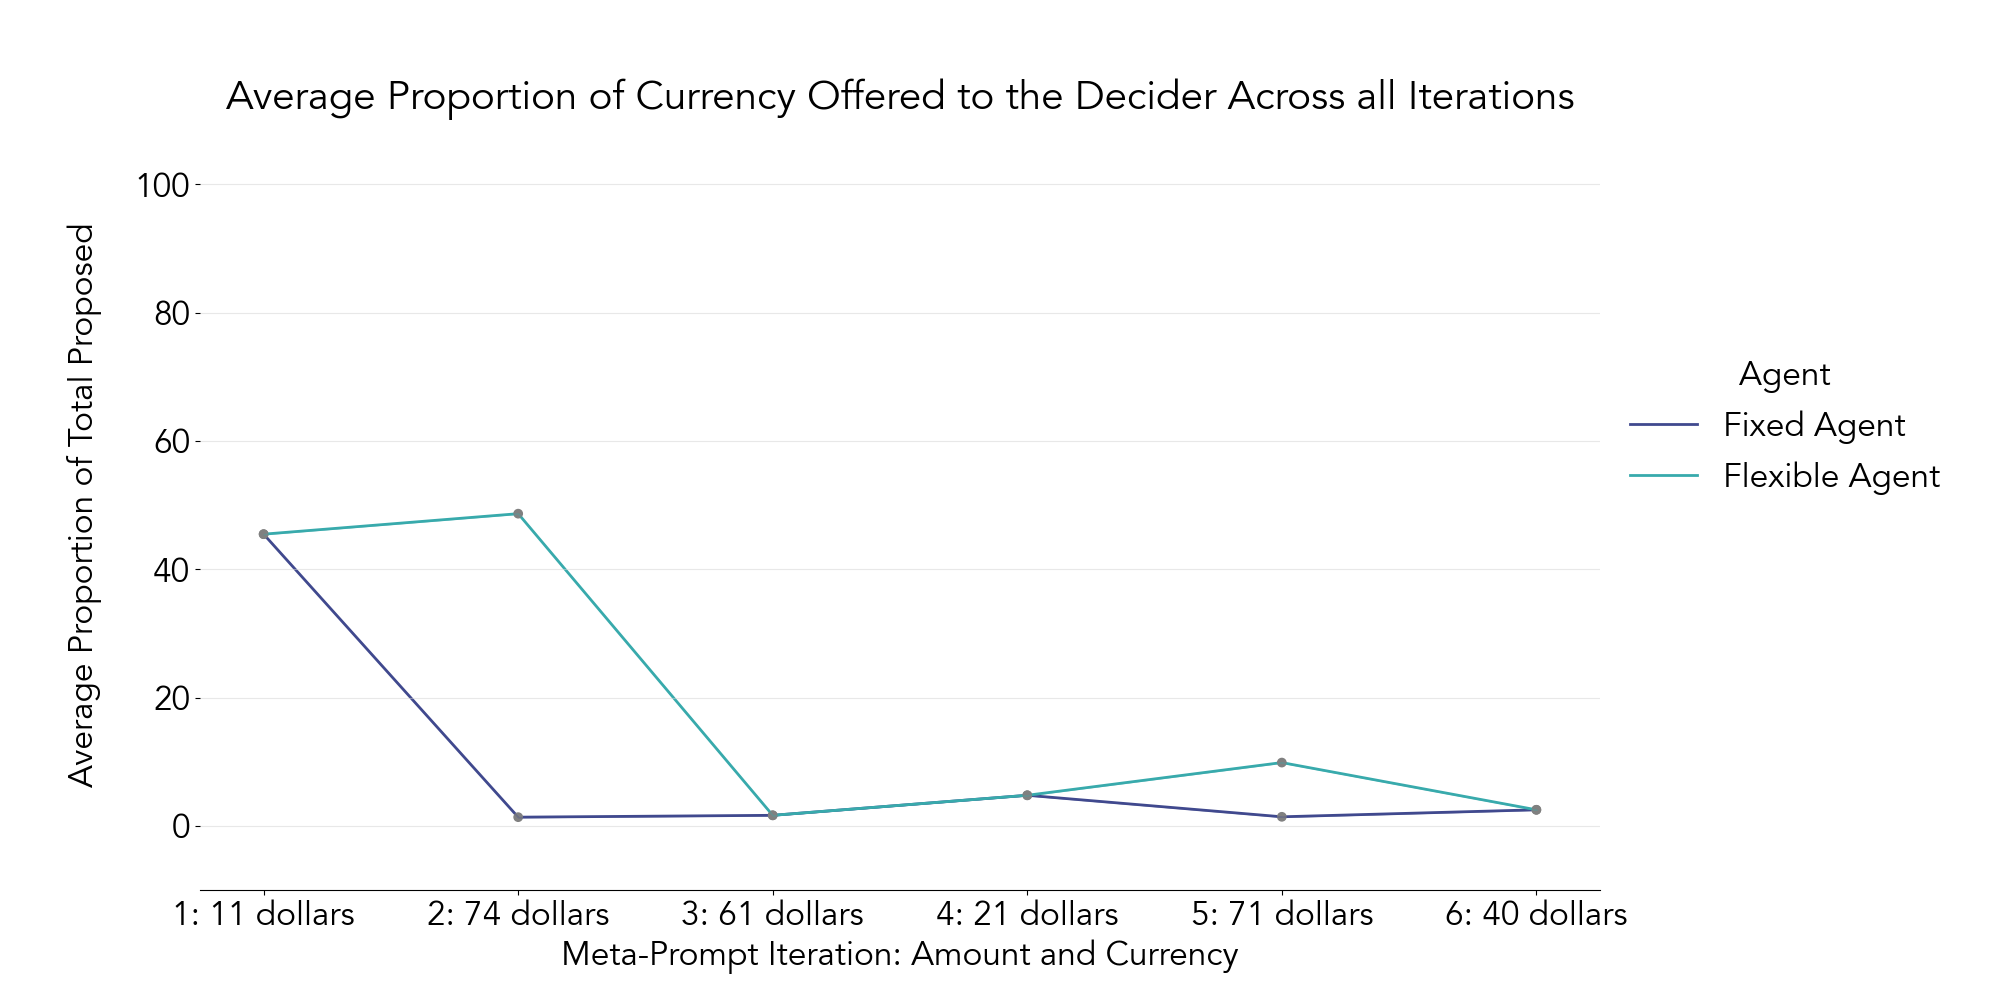 Average Proportion of Currency Offered to the Decider Across all Iterations
Average Proportion of Total Proposed
100
80
60
40
20
0
1: 11 dollars
2: 74 dollars
3: 61 dollars
4: 21 dollars
5: 71 dollars
6: 40 dollars
Meta-Prompt Iteration: Amount and Currency
Agent
Fixed Agent
Flexible Agent